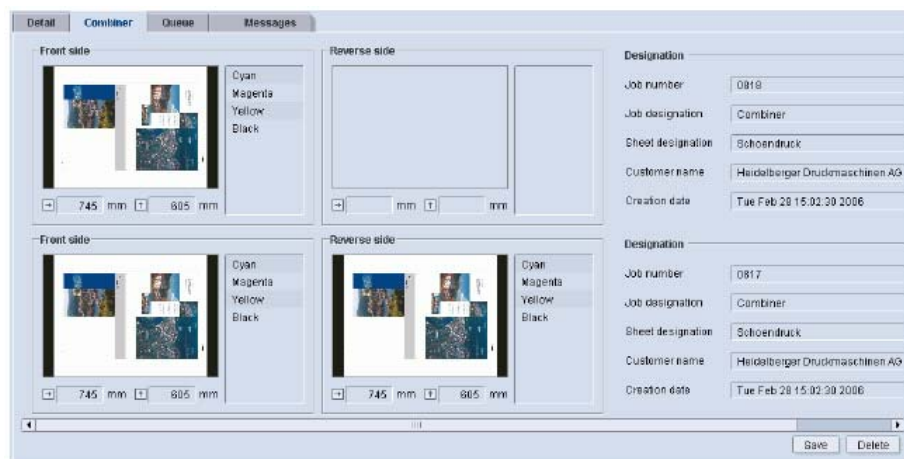 Detail Combiner Queue Messages
Front side
Cyan
Magenta
Yellow
Black
745 mm 605 mm
Reverse side
mm mm
Designation
Job number 0818
Job designation Combiner
Sheet designation Schoendruck
Customer name Heidelberger Druckmaschinen AG
Creation date Tue Feb 28 15:02:30 2006
Front side
Cyan
Magenta
Yellow
Black
745 mm 605 mm
Reverse side
Cyan
Magenta
Yellow
Black
745 mm 605 mm
Designation
Job number 0817
Job designation Combiner
Sheet designation Schoendruck
Customer name Heidelberger Druckmaschinen AG
Creation date Tue Feb 28 15:02:30 2006
Save Delete